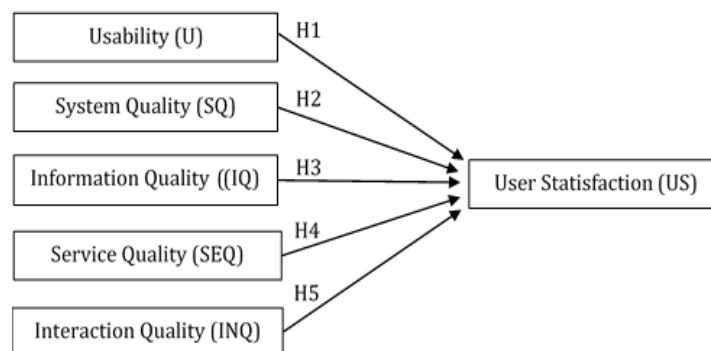 Usability (U)
H1
System Quality (SQ)
H2
Information Quality ((IQ)
H3
User Statisfaction (US)
Service Quality (SEQ)
H4
Interaction Quality (INQ)
H5